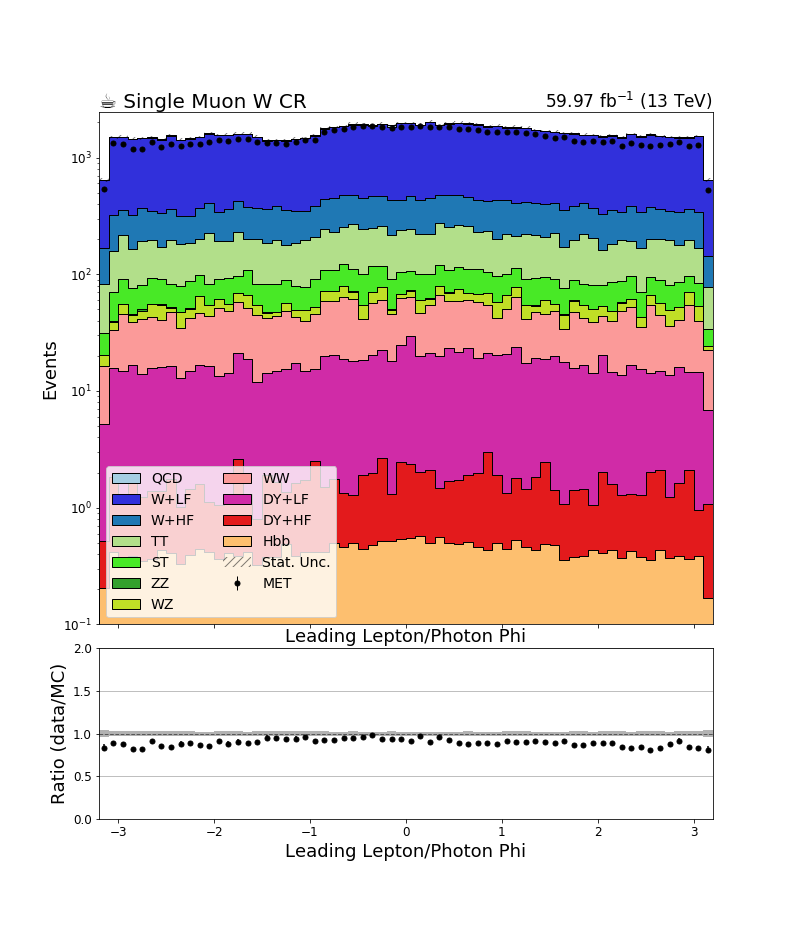 ☕ Single Muon W CR 59.97 fb⁻¹ (13 TeV)
Events
10³
10²
10¹
10⁰
10⁻¹
QCD
W+LF
W+HF
TT
ST
ZZ
WZ
WW
DY+LF
DY+HF
Hbb
Stat. Unc.
MET
Leading Lepton/Photon Phi
Ratio (data/MC)
2.0
1.5
1.0
0.5
0.0
−3 −2 −1 0 1 2 3
Leading Lepton/Photon Phi